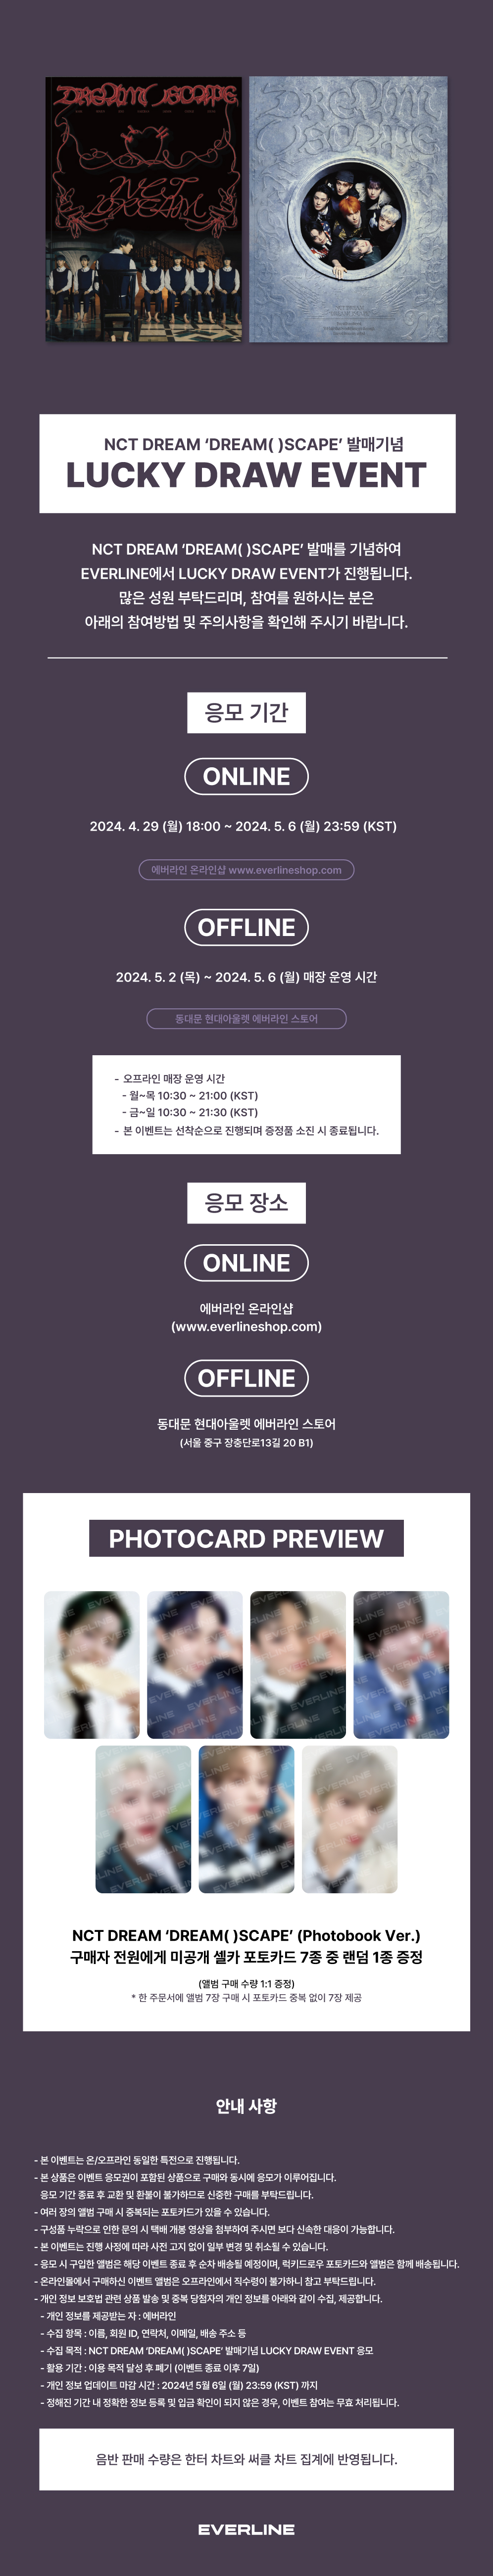 DREAM SCAPE
NCT
DREAM
DREAM
SCAPE
NCT DREAM ‘DREAM( )SCAPE’ 발매기념
LUCKY DRAW EVENT
NCT DREAM ‘DREAM( )SCAPE’ 발매를 기념하여
EVERLINE에서 LUCKY DRAW EVENT가 진행됩니다.
많은 성원 부탁드리며, 참여를 원하시는 분은
아래의 참여방법 및 주의사항을 확인해 주시기 바랍니다.
응모 기간
ONLINE
2024. 4. 29 (월) 18:00 ~ 2024. 5. 6 (월) 23:59 (KST)
에버라인 온라인샵 www.everlineshop.com
OFFLINE
2024. 5. 2 (목) ~ 2024. 5. 6 (월) 매장 운영 시간
동대문 현대아울렛 에버라인 스토어
- 오프라인 매장 운영 시간
- 월~목 10:30 ~ 21:00 (KST)
- 금~일 10:30 ~ 21:30 (KST)
- 본 이벤트는 선착순으로 진행되며 증정품 소진 시 종료됩니다.
응모 장소
ONLINE
에버라인 온라인샵
(www.everlineshop.com)
OFFLINE
동대문 현대아울렛 에버라인 스토어
(서울 중구 장충단로13길 20 B1)
PHOTOCARD PREVIEW
NCT DREAM ‘DREAM( )SCAPE’ (Photobook Ver.)
구매자 전원에게 미공개 셀카 포토카드 7종 중 랜덤 1종 증정
(앨범 구매 수량 1:1 증정)
* 한 주문서에 앨범 7장 구매 시 포토카드 중복 없이 7장 제공
안내 사항
- 본 이벤트는 온/오프라인 동일한 특전으로 진행됩니다.
- 본 상품은 이벤트 응모권이 포함된 상품으로 구매와 동시에 응모가 이루어집니다.
응모 기간 종료 후 교환 및 환불이 불가하므로 신중한 구매를 부탁드립니다.
- 여러 장의 앨범 구매 시 중복되는 포토카드가 있을 수 있습니다.
- 구성품 누락으로 인한 문의 시 택배 개봉 영상을 첨부하여 주시면 보다 신속한 대응이 가능합니다.
- 본 이벤트는 진행 사정에 따라 사전 고지 없이 일부 변경 및 취소될 수 있습니다.
- 응모 시 구입한 앨범은 해당 이벤트 종료 후 순차 배송될 예정이며, 럭키드로우 포토카드와 앨범은 함께 배송됩니다.
- 온라인몰에서 구매하신 이벤트 앨범은 오프라인에서 직수령이 불가하니 참고 부탁드립니다.
- 개인 정보 보호법 관련 상품 발송 및 중복 당첨자의 개인 정보를 아래와 같이 수집, 제공합니다.
- 개인 정보를 제공받는 자 : 에버라인
- 수집 항목 : 이름, 회원 ID, 연락처, 이메일, 배송 주소 등
- 수집 목적 : NCT DREAM ‘DREAM( )SCAPE’ 발매기념 LUCKY DRAW EVENT 응모
- 활용 기간 : 이용 목적 달성 후 폐기 (이벤트 종료 이후 7일)
- 개인 정보 업데이트 마감 시간 : 2024년 5월 6일 (월) 23:59 (KST) 까지
- 정해진 기간 내 정확한 정보 등록 및 입금 확인이 되지 않은 경우, 이벤트 참여는 무효 처리됩니다.
음반 판매 수량은 한터 차트와 써클 차트 집계에 반영됩니다.
EVERLINE